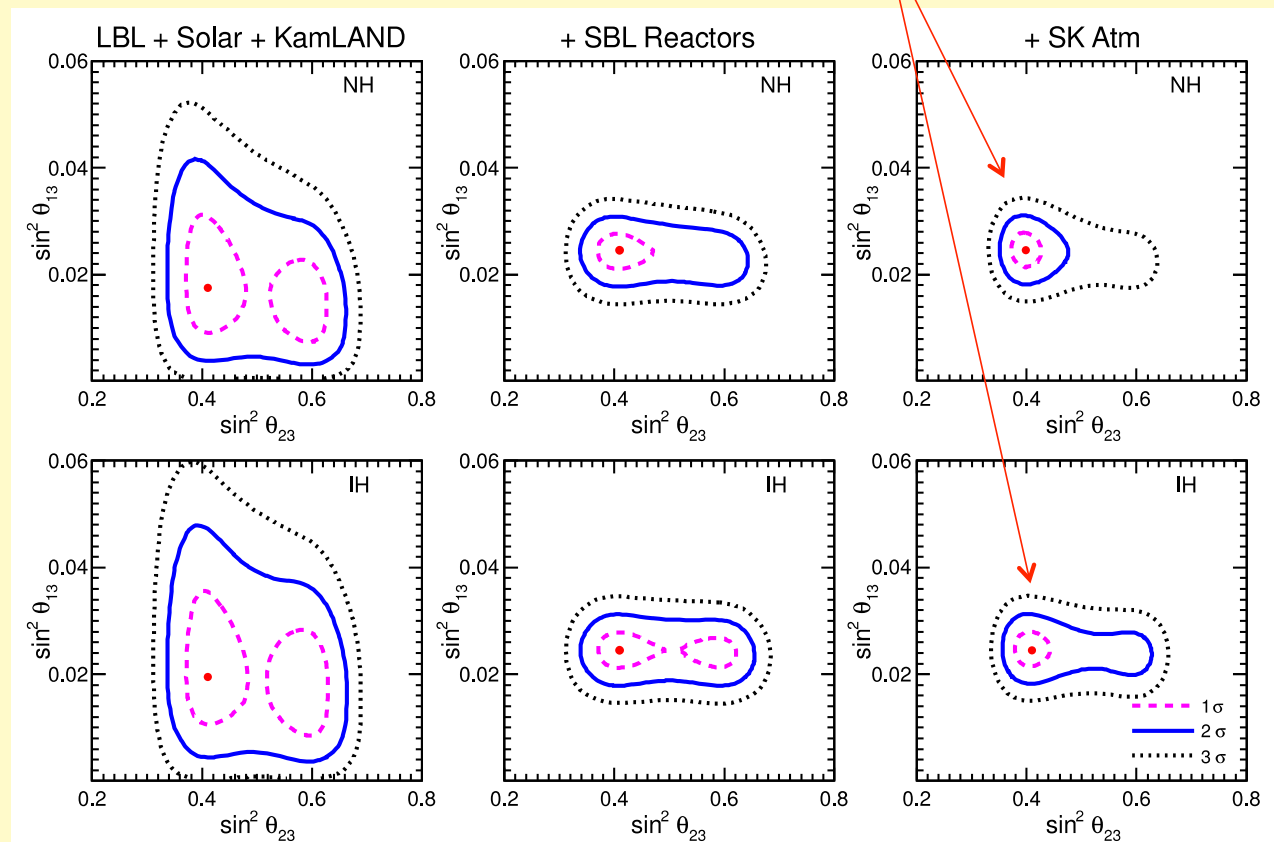 LBL + Solar + KamLAND
+ SBL Reactors
+ SK Atm
0.06
NH
0.04
0.02
sin² θ₁₃
0.2 0.4 0.6 0.8
sin² θ₂₃
0.06
NH
0.04
0.02
sin² θ₁₃
0.2 0.4 0.6 0.8
sin² θ₂₃
0.06
NH
0.04
0.02
sin² θ₁₃
0.2 0.4 0.6 0.8
sin² θ₂₃
0.06
IH
0.04
0.02
sin² θ₁₃
0.2 0.4 0.6 0.8
sin² θ₂₃
0.06
IH
0.04
0.02
sin² θ₁₃
0.2 0.4 0.6 0.8
sin² θ₂₃
0.06
IH
0.04
0.02
sin² θ₁₃
1 σ
2 σ
3 σ
0.2 0.4 0.6 0.8
sin² θ₂₃